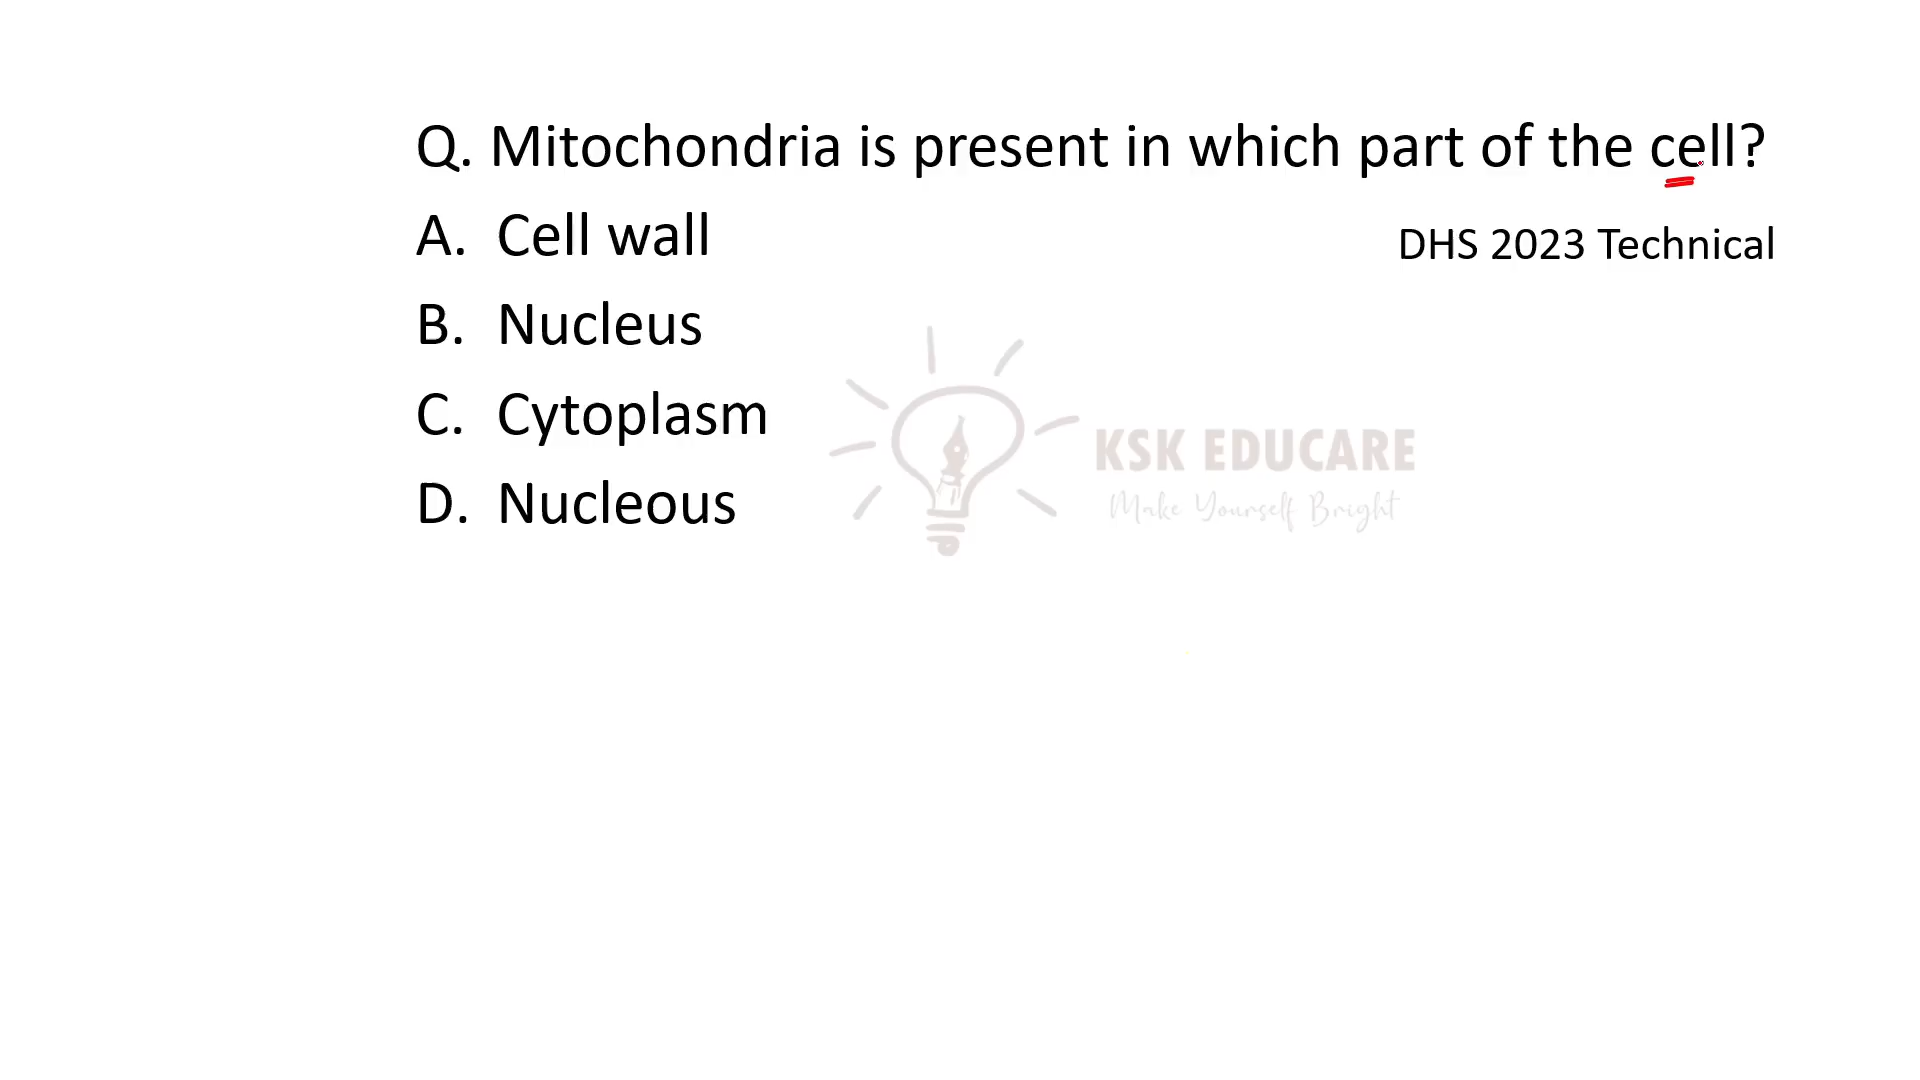 Q. Mitochondria is present in which part of the cell?
A. Cell wall
DHS 2023 Technical
B. Nucleus
C. Cytoplasm
D. Nucleous
KSK EDUCARE
Make Yourself Bright